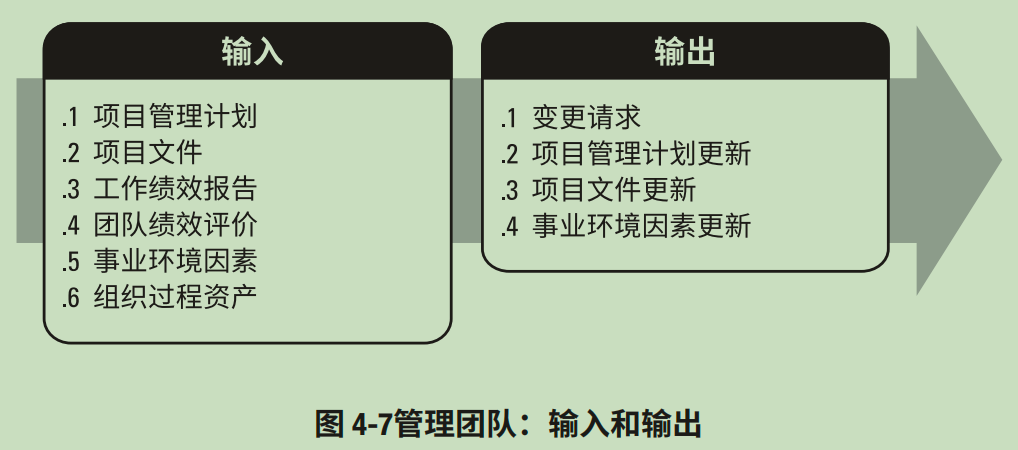 输入
.1 项目管理计划
.2 项目文件
.3 工作绩效报告
.4 团队绩效评价
.5 事业环境因素
.6 组织过程资产
输出
.1 变更请求
.2 项目管理计划更新
.3 项目文件更新
.4 事业环境因素更新
图 4-7管理团队：输入和输出